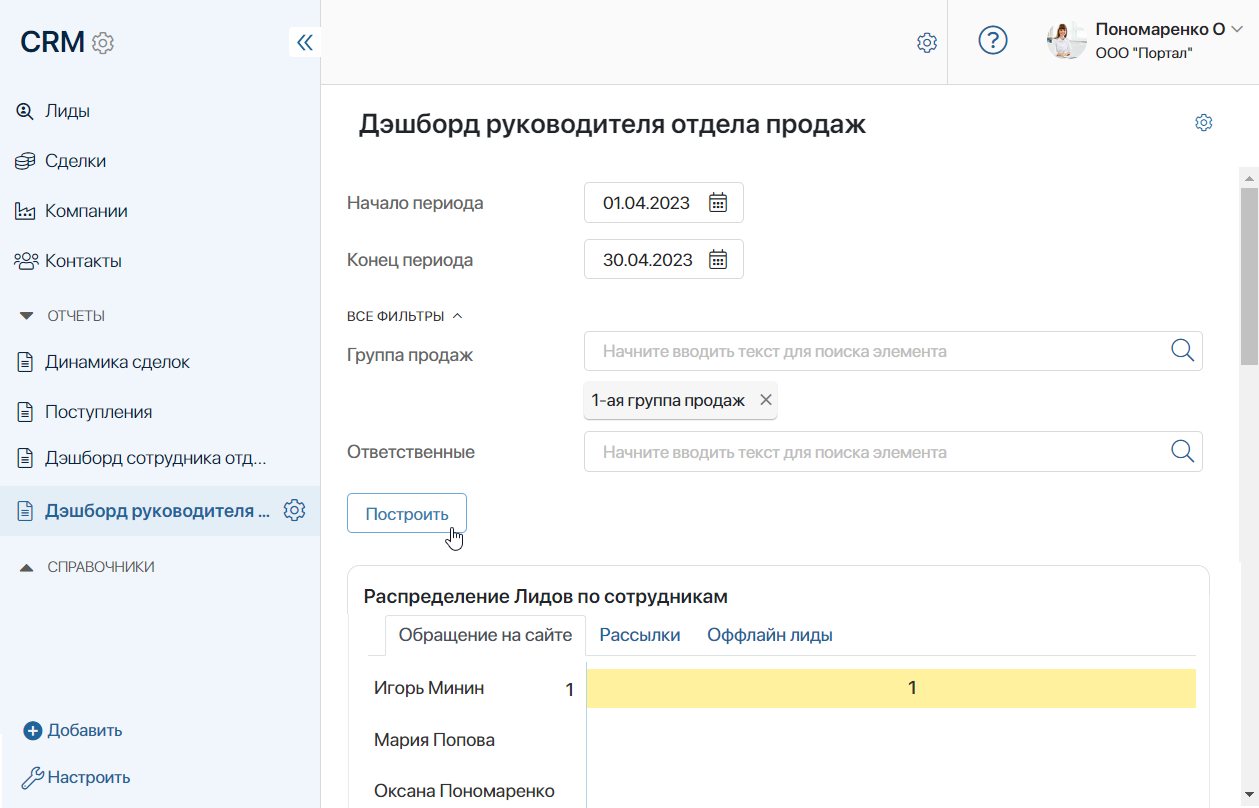 CRM
Пономаренко О
ООО "Портал"
Лиды
Сделки
Компании
Контакты
ОТЧЕТЫ
Динамика сделок
Поступления
Дэшборд сотрудника отд...
Дэшборд руководителя ...
СПРАВОЧНИКИ
Добавить
Настроить
Дэшборд руководителя отдела продаж
Начало периода 01.04.2023
Конец периода 30.04.2023
ВСЕ ФИЛЬТРЫ
Группа продаж Начните вводить текст для поиска элемента
1-ая группа продаж
Ответственные Начните вводить текст для поиска элемента
Построить
Распределение Лидов по сотрудникам
Обращение на сайте Рассылки Оффлайн лиды
Игорь Минин 1 1
Мария Попова
Оксана Пономаренко